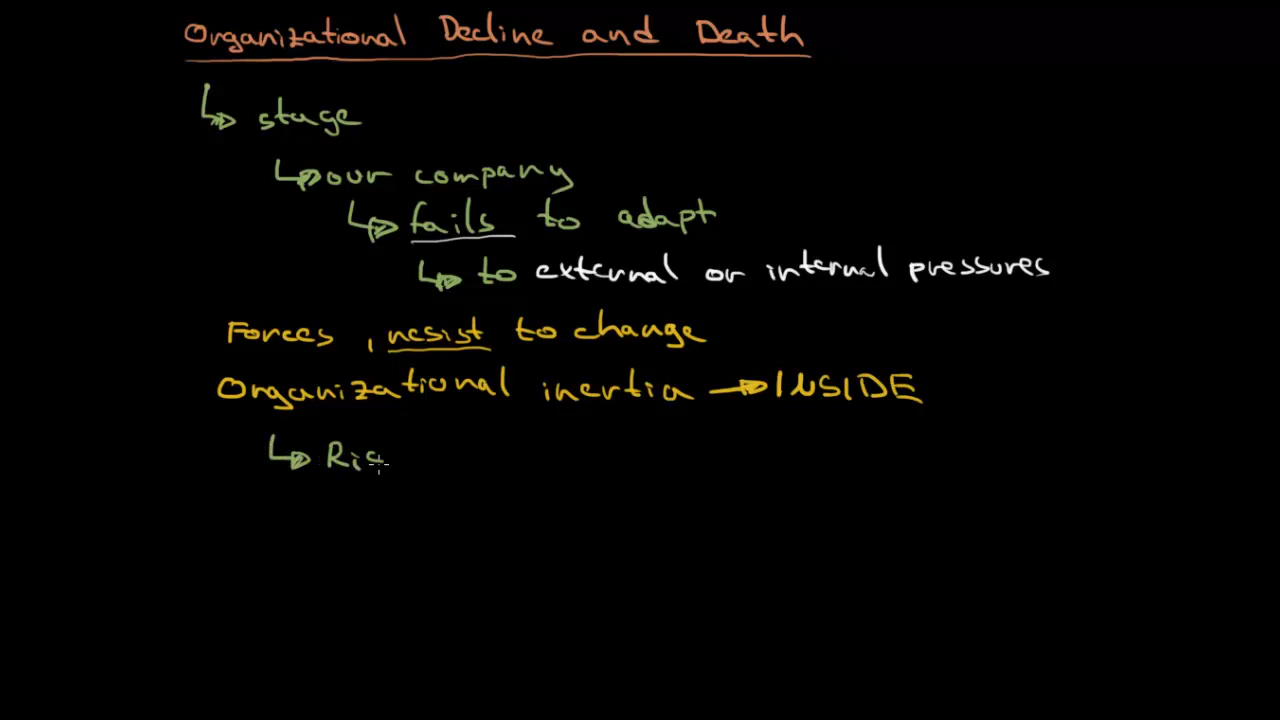 Organizational Decline and Death
stage
our company
fails to adapt
to external or internal pressures
Forces, resist to change
Organizational inertia → INSIDE